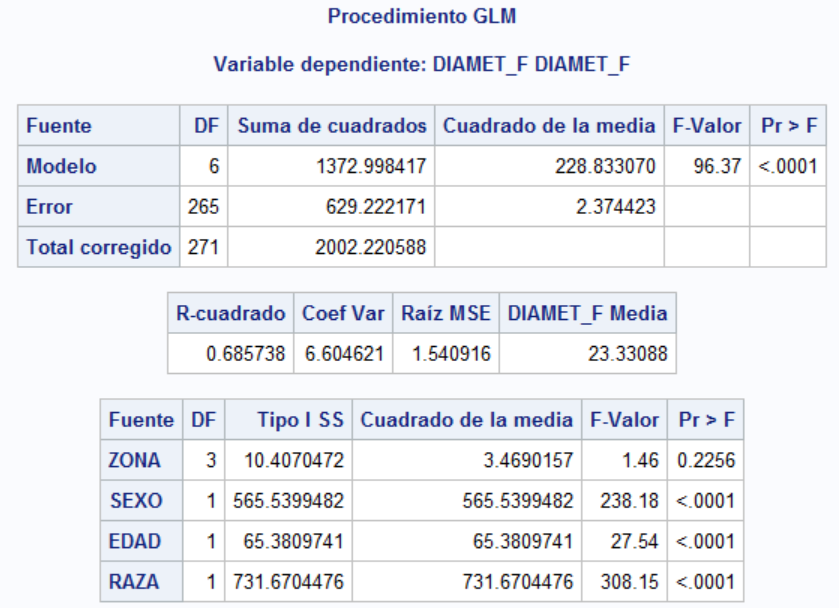 Procedimiento GLM
Variable dependiente: DIAMET_F DIAMET_F
Fuente DF Suma de cuadrados Cuadrado de la media F-Valor Pr > F
Modelo 6 1372.998417 228.833070 96.37 <.0001
Error 265 629.222171 2.374423
Total corregido 271 2002.220588
R-cuadrado Coef Var Raíz MSE DIAMET_F Media
0.685738 6.604621 1.540916 23.33088
Fuente DF Tipo I SS Cuadrado de la media F-Valor Pr > F
ZONA 3 10.4070472 3.4690157 1.46 0.2256
SEXO 1 565.5399482 565.5399482 238.18 <.0001
EDAD 1 65.3809741 65.3809741 27.54 <.0001
RAZA 1 731.6704476 731.6704476 308.15 <.0001